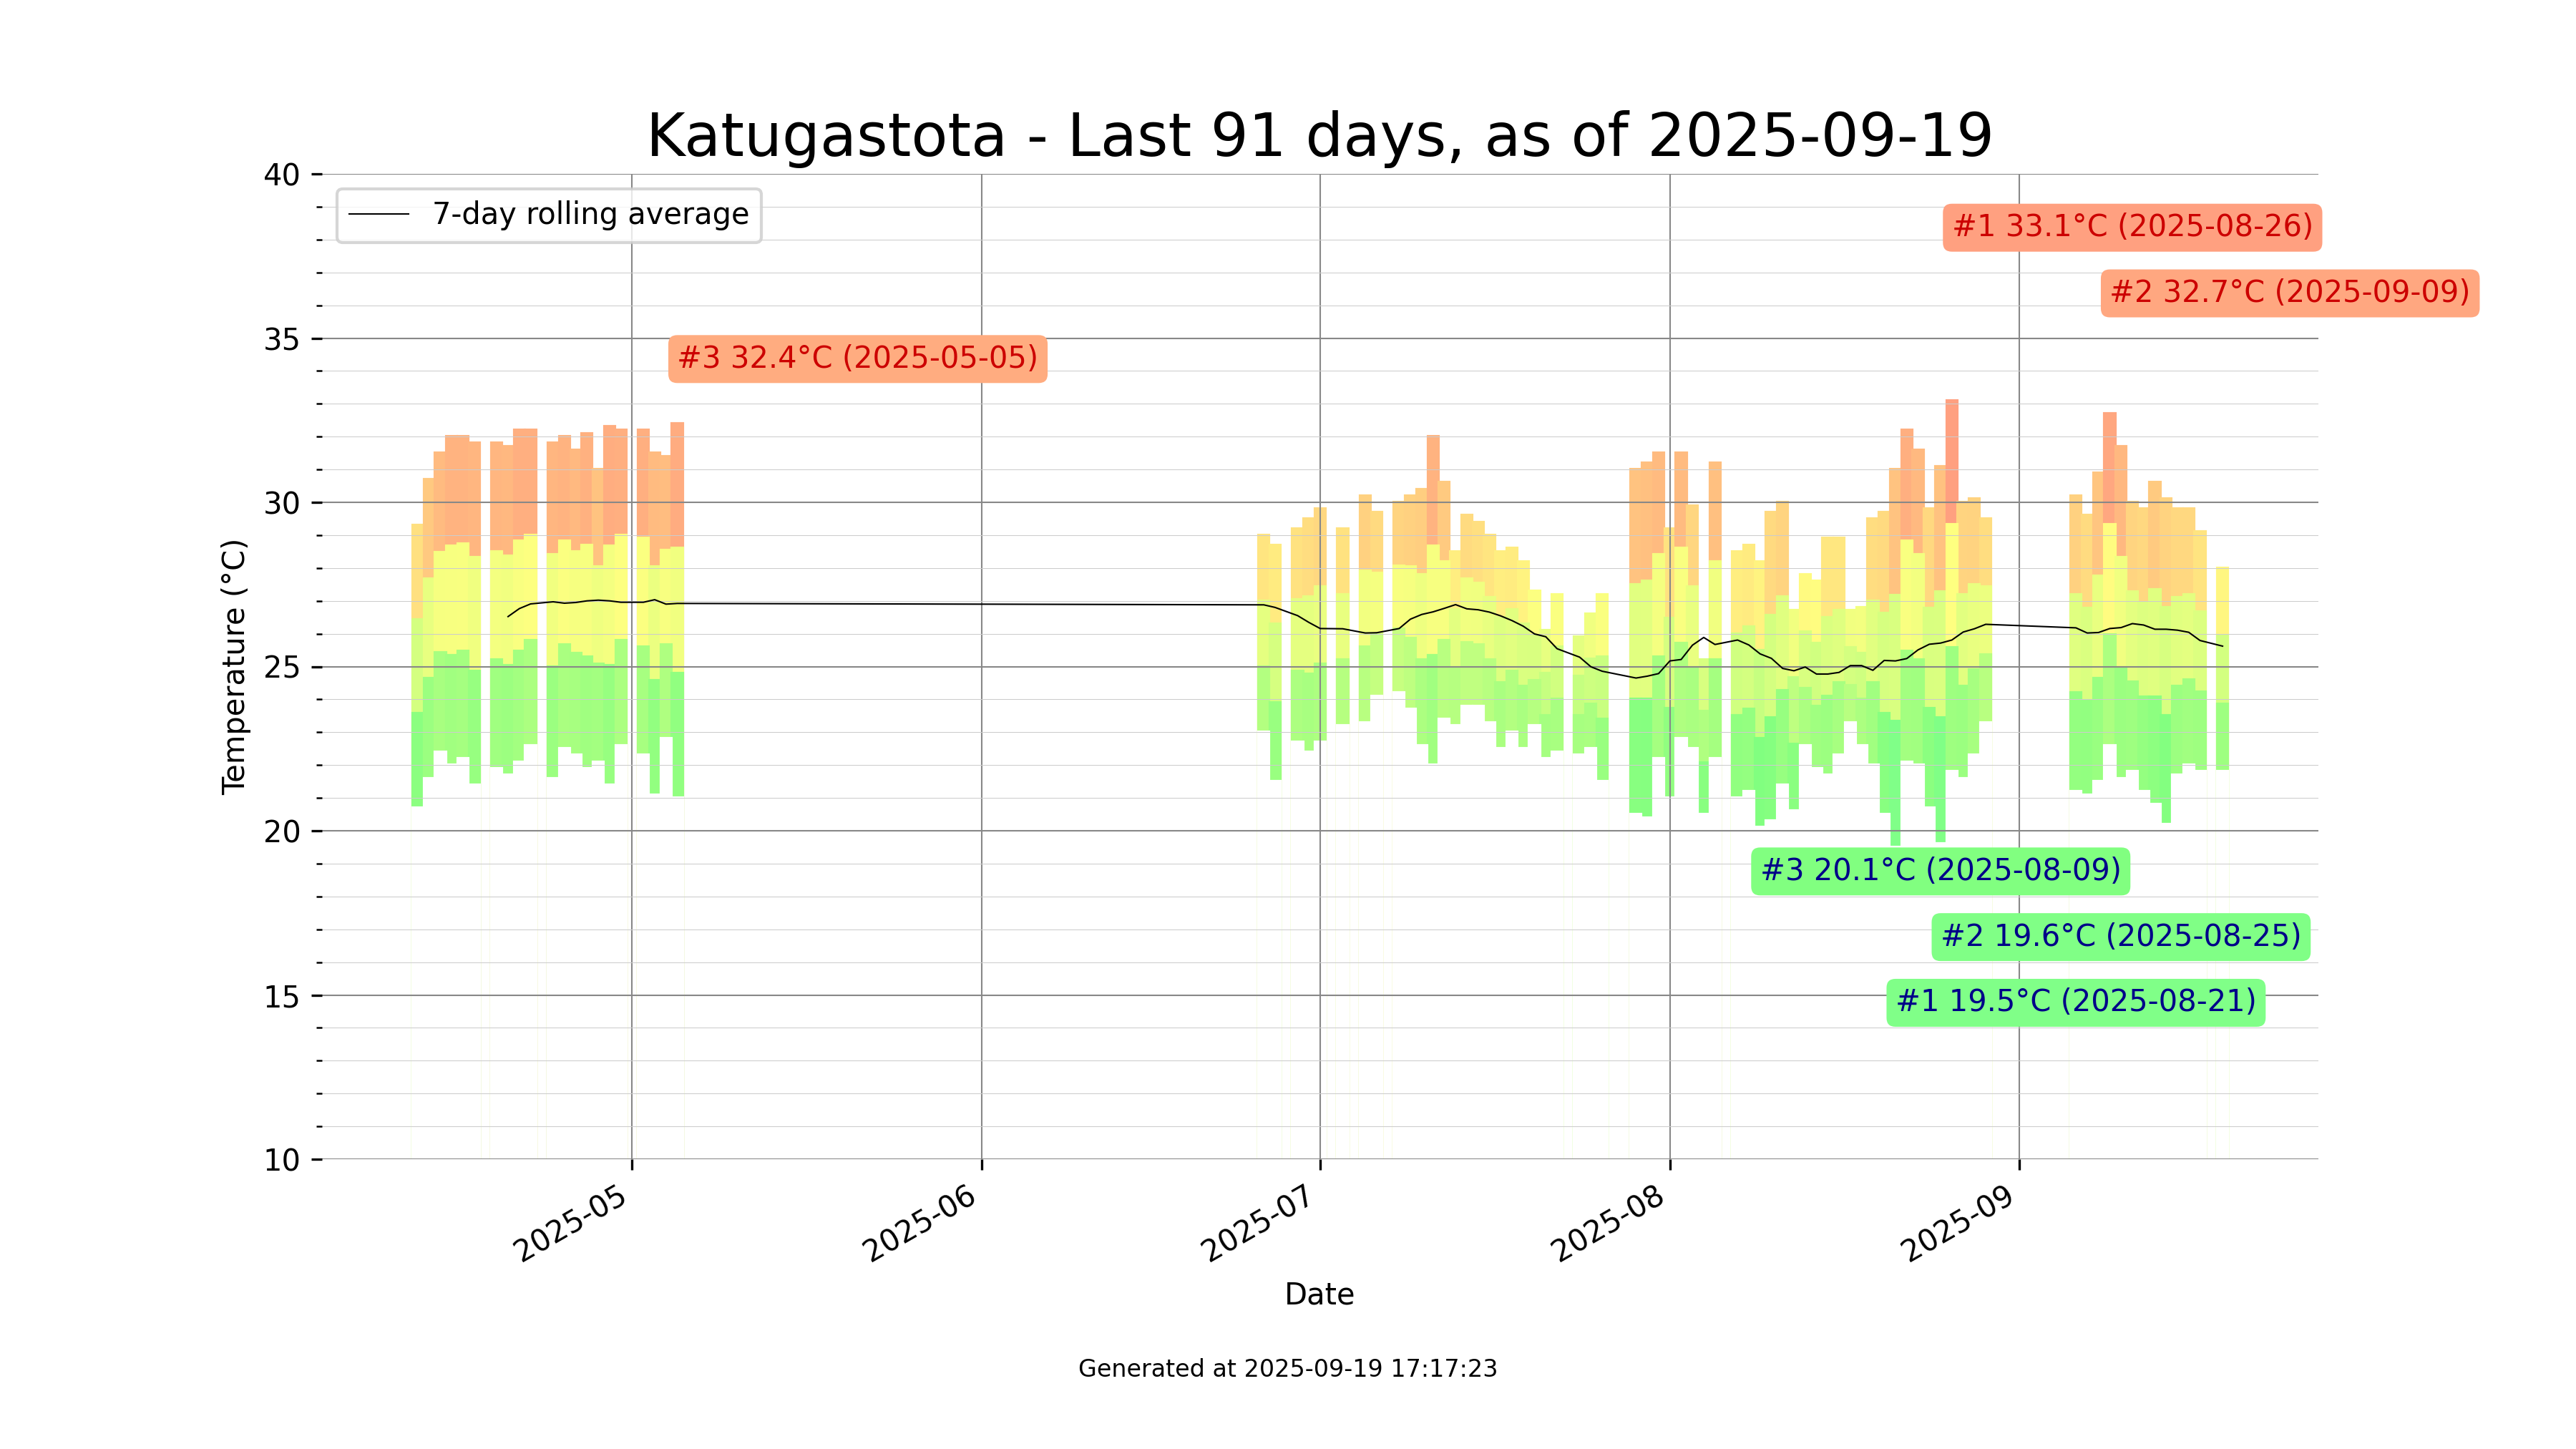 Katugastota - Last 91 days, as of 2025-09-19
40
7-day rolling average
#1 33.1°C (2025-08-26)
#2 32.7°C (2025-09-09)
35
#3 32.4°C (2025-05-05)
30
25
20
15
10
Temperature (°C)
#3 20.1°C (2025-08-09)
#2 19.6°C (2025-08-25)
#1 19.5°C (2025-08-21)
2025-05
2025-06
2025-07
2025-08
2025-09
Date
Generated at 2025-09-19 17:17:23